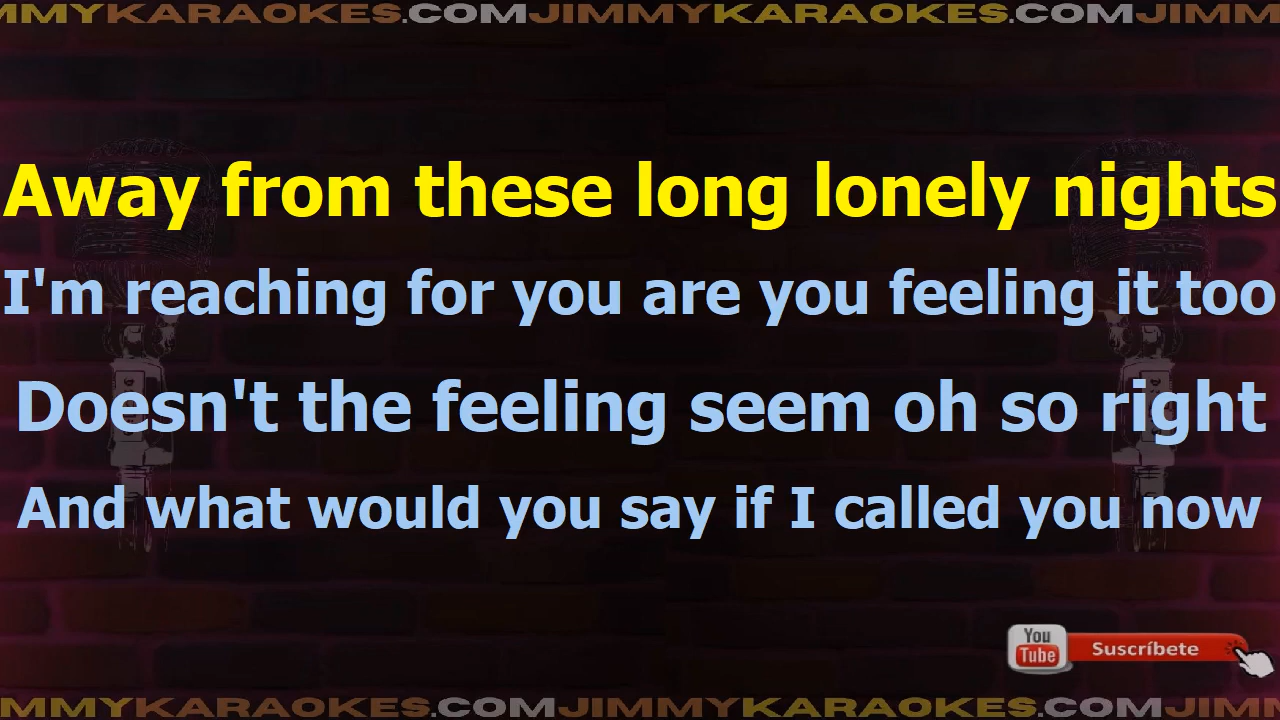 MMYKARAOKES.COMJIMMYKARAOKES.COMJIMM
Away from these long lonely nights
I'm reaching for you are you feeling it too
Doesn't the feeling seem oh so right
And what would you say if I called you now
You
Tube
Suscríbete
MMYKARAOKES.COMJIMMYKARAOKES.COMJIMM